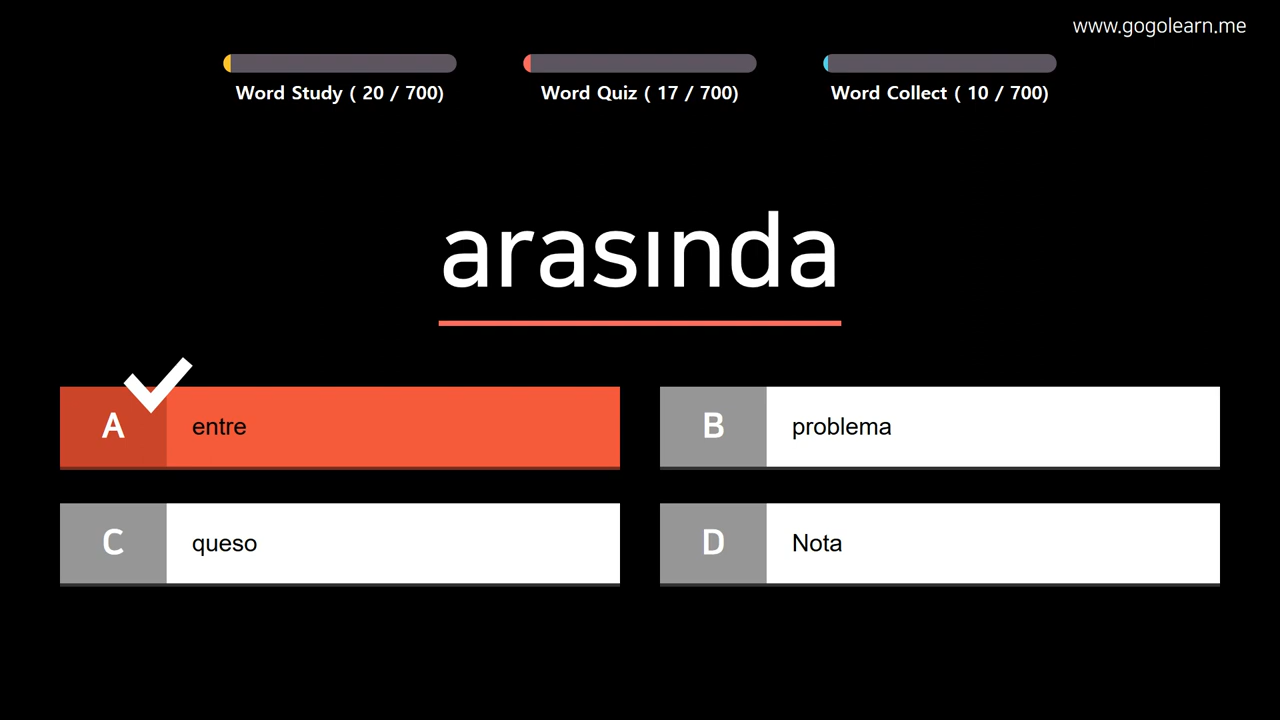 www.gogolearn.me
Word Study ( 20 / 700)
Word Quiz ( 17 / 700)
Word Collect ( 10 / 700)
arasında
A entre
B problema
C queso
D Nota